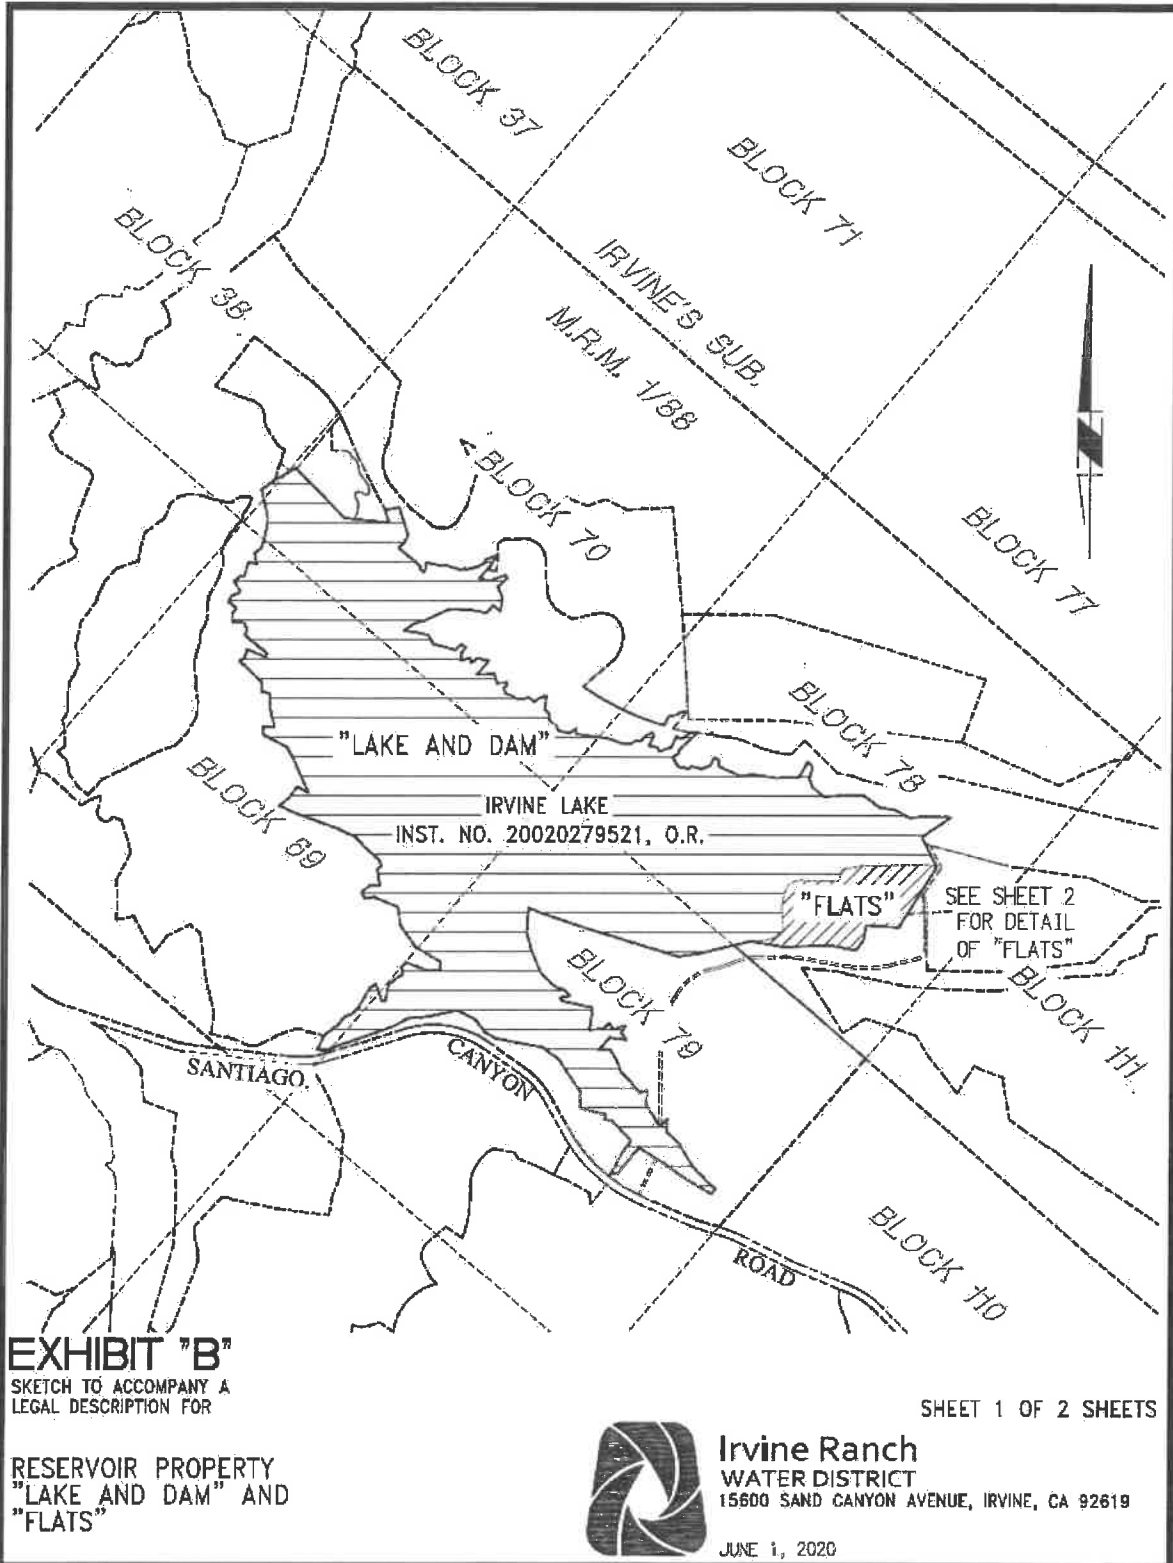 BLOCK 37
BLOCK 71
BLOCK 38
IRVINE'S SUB.
M.R.M. 1/88
BLOCK 70
BLOCK 77
BLOCK 78
"LAKE AND DAM"
BLOCK 69
IRVINE LAKE
INST. NO. 20020279521, O.R.
"FLATS"
SEE SHEET 2
FOR DETAIL
OF "FLATS"
BLOCK 79
BLOCK 111
SANTIAGO
CANYON
ROAD
BLOCK 110
EXHIBIT "B"
SKETCH TO ACCOMPANY A
LEGAL DESCRIPTION FOR
SHEET 1 OF 2 SHEETS
RESERVOIR PROPERTY
"LAKE AND DAM" AND
"FLATS"
Irvine Ranch
WATER DISTRICT
15600 SAND CANYON AVENUE, IRVINE, CA 92619
JUNE 1, 2020